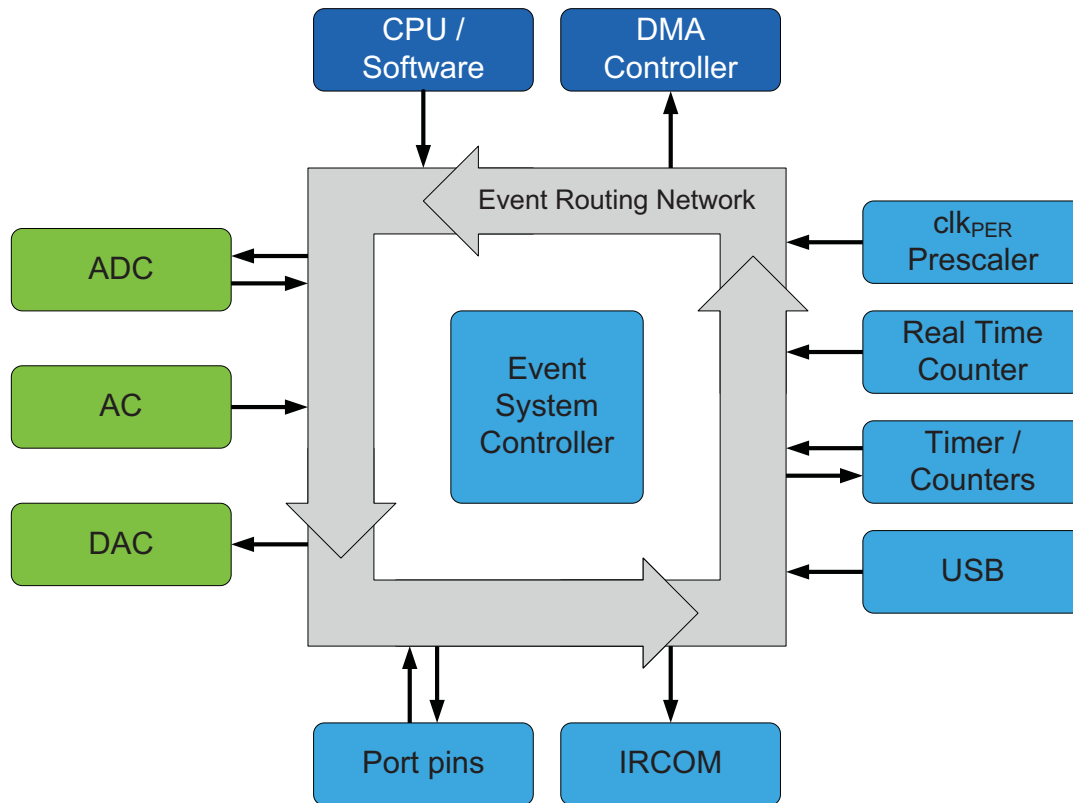 CPU /
Software
DMA
Controller
Event Routing Network
ADC
clkPER
Prescaler
Event
System
Controller
Real Time
Counter
AC
Timer /
Counters
DAC
USB
Port pins
IRCOM